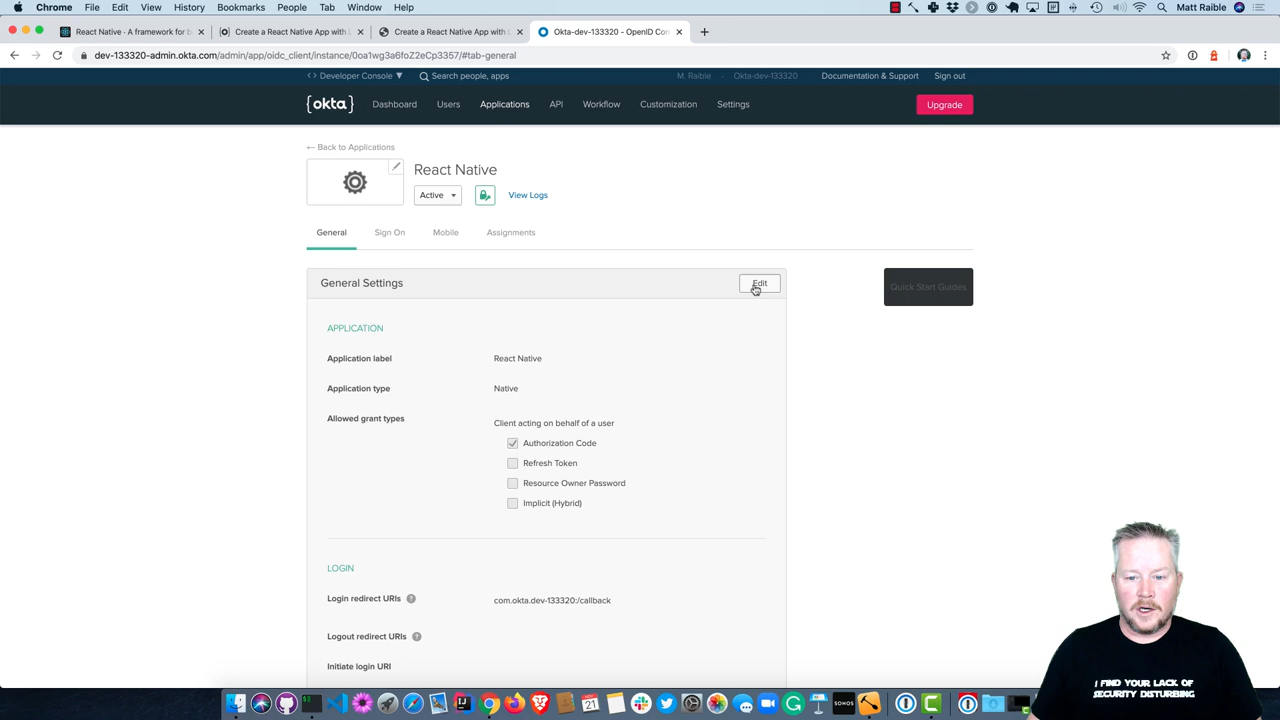 Chrome File Edit View History Bookmarks People Tab Window Help Matt Raible
React Native · A framework for b
Create a React Native App with L
Create a React Native App with L
Okta-dev-133320 - OpenID Con
dev-133320-admin.okta.com/admin/app/oidc_client/instance/0oa1wg3a6foZ2eCp3357/#tab-general
<> Developer Console ▼ Search people, apps M. Raible Okta-dev-133320 Documentation & Support Sign out
{okta} Dashboard Users Applications API Workflow Customization Settings Upgrade
← Back to Applications
React Native
Active ▼ View Logs
General Sign On Mobile Assignments
General Settings Edit
Quick Start Guides
APPLICATION
Application label React Native
Application type Native
Allowed grant types Client acting on behalf of a user
Authorization Code
Refresh Token
Resource Owner Password
Implicit (Hybrid)
LOGIN
Login redirect URIs ? com.okta.dev-133320:/callback
Logout redirect URIs ?
Initiate login URI
I FIND YOUR LACK OF
SECURITY DISTURBING
21
SONOS